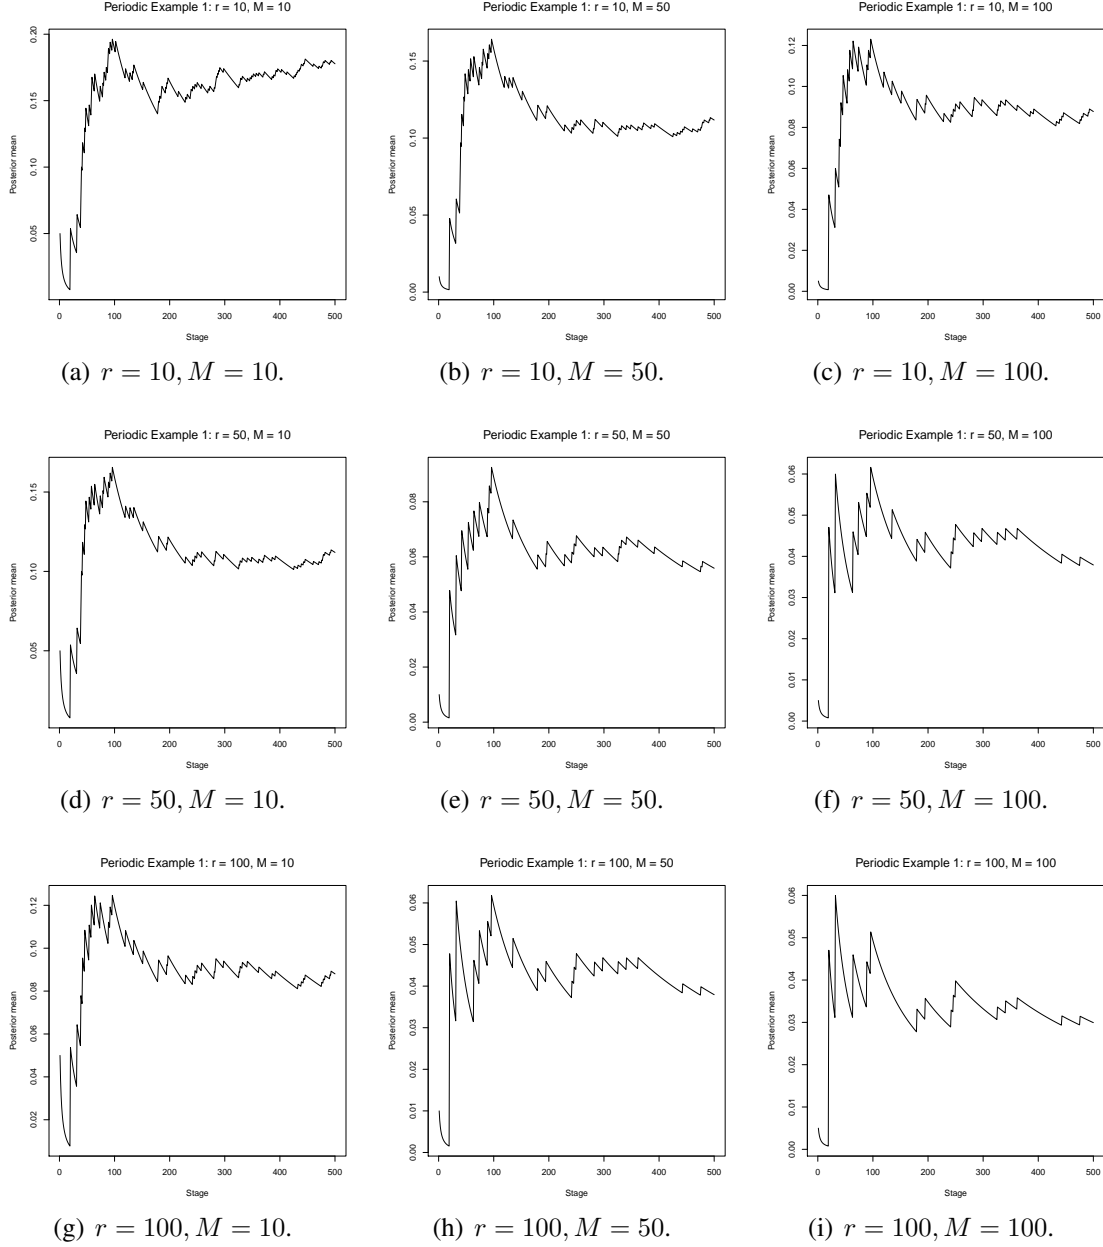 Periodic Example 1: r = 10, M = 10 Periodic Example 1: r = 10, M = 50 Periodic Example 1: r = 10, M = 100
Posterior mean
0.05 0.10 0.15 0.20
0 100 200 300 400 500
Stage
Posterior mean
0.00 0.05 0.10 0.15
0 100 200 300 400 500
Stage
Posterior mean
0.00 0.02 0.04 0.06 0.08 0.10 0.12
0 100 200 300 400 500
Stage
(a) r = 10, M = 10. (b) r = 10, M = 50. (c) r = 10, M = 100.
Periodic Example 1: r = 50, M = 10 Periodic Example 1: r = 50, M = 50 Periodic Example 1: r = 50, M = 100
Posterior mean
0.05 0.10 0.15
0 100 200 300 400 500
Stage
Posterior mean
0.00 0.02 0.04 0.06 0.08
0 100 200 300 400 500
Stage
Posterior mean
0.00 0.01 0.02 0.03 0.04 0.05 0.06
0 100 200 300 400 500
Stage
(d) r = 50, M = 10. (e) r = 50, M = 50. (f) r = 50, M = 100.
Periodic Example 1: r = 100, M = 10 Periodic Example 1: r = 100, M = 50 Periodic Example 1: r = 100, M = 100
Posterior mean
0.02 0.04 0.06 0.08 0.10 0.12
0 100 200 300 400 500
Stage
Posterior mean
0.00 0.01 0.02 0.03 0.04 0.05 0.06
0 100 200 300 400 500
Stage
Posterior mean
0.00 0.01 0.02 0.03 0.04 0.05 0.06
0 100 200 300 400 500
Stage
(g) r = 100, M = 10. (h) r = 100, M = 50. (i) r = 100, M = 100.